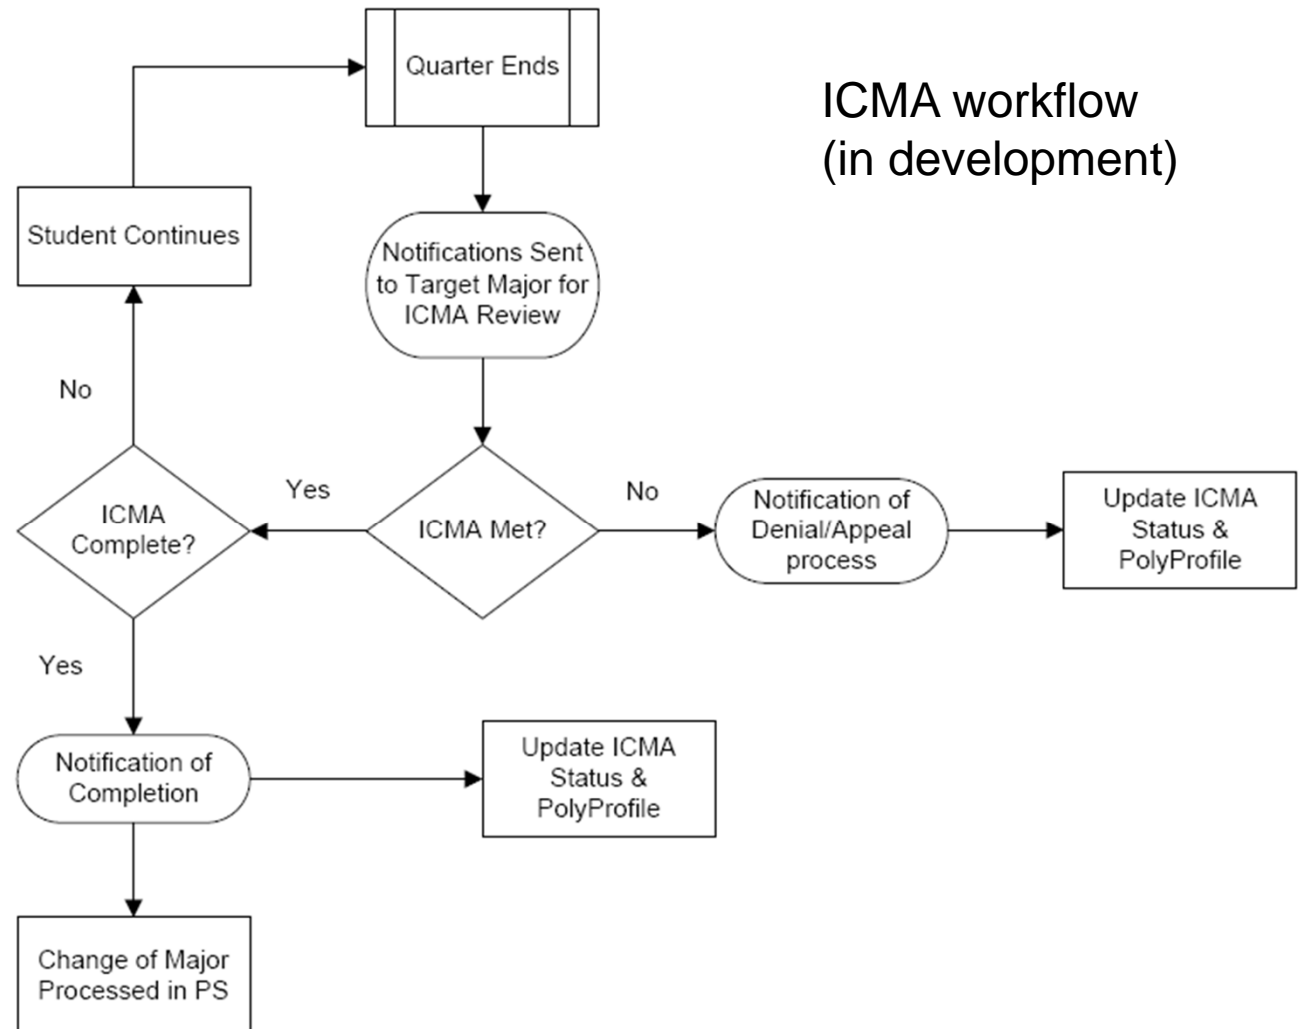 Quarter Ends
ICMA workflow
(in development)
Student Continues
Notifications Sent
to Target Major for
ICMA Review
No
ICMA
Complete?
Yes
ICMA Met?
No
Notification of
Denial/Appeal
process
Update ICMA
Status &
PolyProfile
Yes
Notification of
Completion
Update ICMA
Status &
PolyProfile
Change of Major
Processed in PS